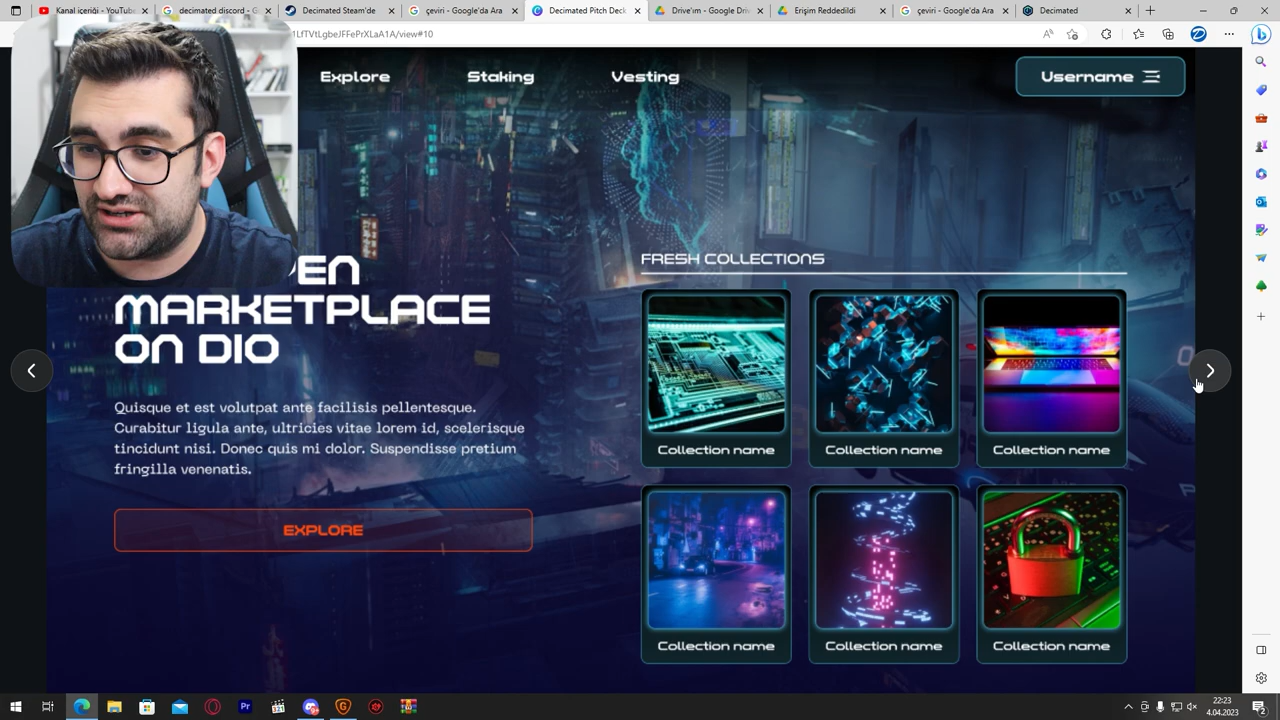 Kanal içeriği - YouTube
decimated discord - G
Decimated Steam'de
çeviri - Google'da Ara
Decimated Pitch Deck
Drive'ım - Google Dri
Erişim Reddedildi
çeviri - Google'da Ara
Decimated
1LfTVtLgbeJFFePrXLaA1A/view#10
Explore
Staking
Vesting
Username
EN
MARKETPLACE
ON DIO
Quisque et est volutpat ante facilisis pellentesque.
Curabitur ligula ante, ultricies vitae lorem id, scelerisque
tincidunt nisi. Donec quis mi dolor. Suspendisse pretium
fringilla venenatis.
EXPLORE
FRESH COLLECTIONS
Collection name
Collection name
Collection name
Collection name
Collection name
Collection name
22:23
4.04.2023